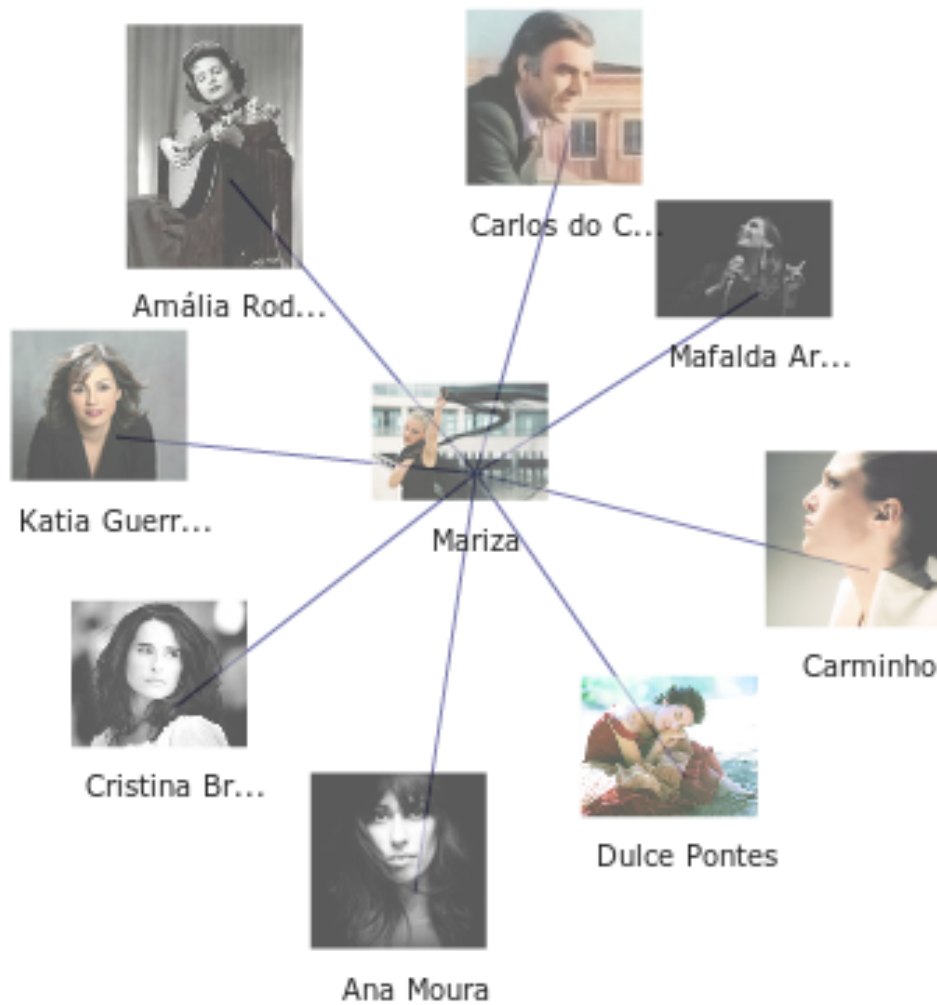 Carlos do C...
Amália Rod...
Mafalda Ar...
Katia Guerr...
Mariza
Carminho
Cristina Br...
Dulce Pontes
Ana Moura